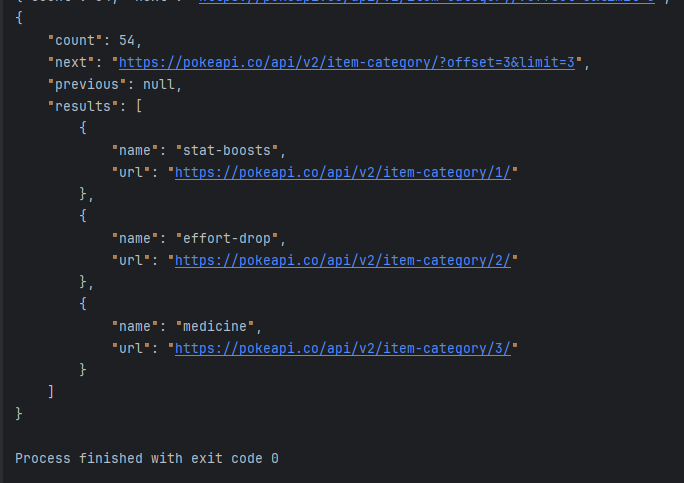 {
    "count": 54,
    "next": "https://pokeapi.co/api/v2/item-category/?offset=3&limit=3",
    "previous": null,
    "results": [
        {
            "name": "stat-boosts",
            "url": "https://pokeapi.co/api/v2/item-category/1/"
        },
        {
            "name": "effort-drop",
            "url": "https://pokeapi.co/api/v2/item-category/2/"
        },
        {
            "name": "medicine",
            "url": "https://pokeapi.co/api/v2/item-category/3/"
        }
    ]
}
Process finished with exit code 0